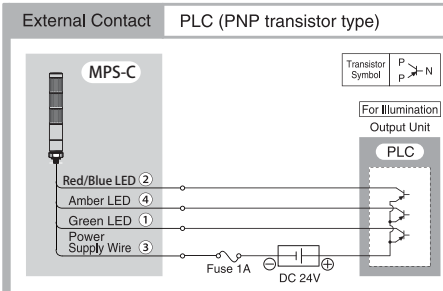 External Contact PLC (PNP transistor type)
MPS-C
Transistor
Symbol
P
P
N
For Illumination
Output Unit
PLC
Red/Blue LED ②
Amber LED ④
Green LED ①
Power
Supply Wire ③
Fuse 1A
⊖ ⊕
DC 24V